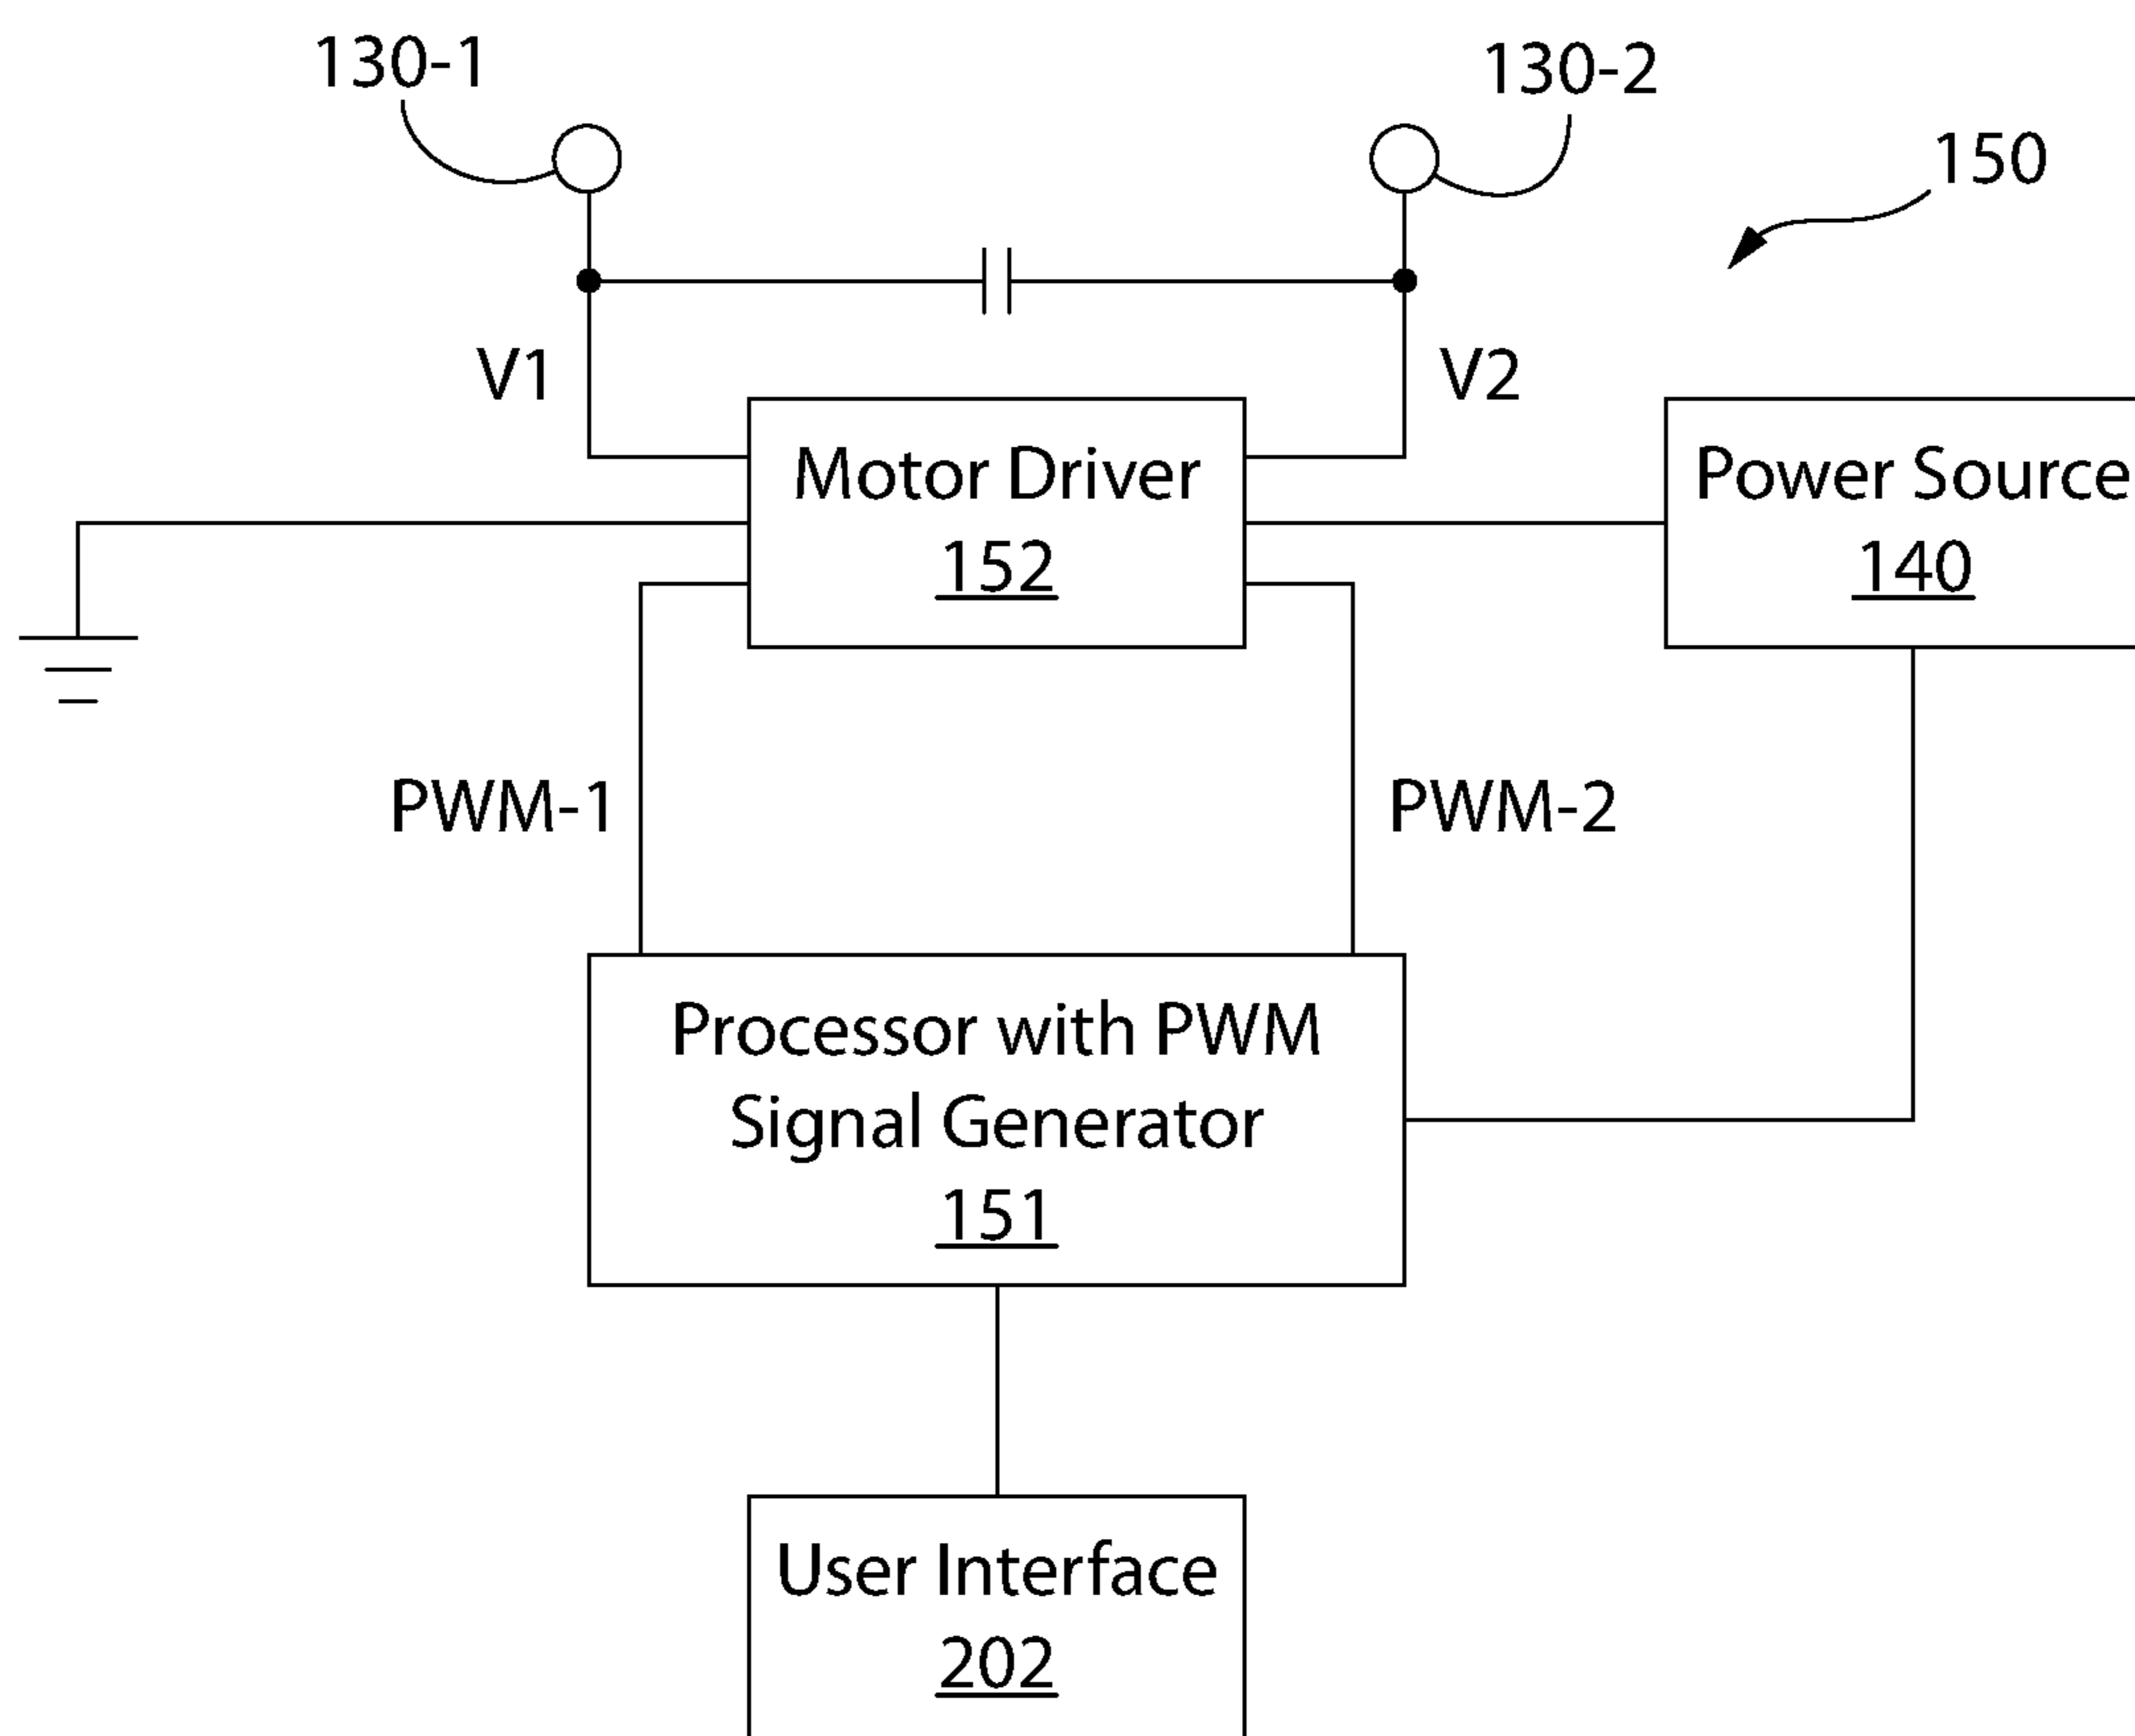 130-1
130-2
150
V1
V2
Motor Driver
152
Power Source
140
PWM-1
PWM-2
Processor with PWM
Signal Generator
151
User Interface
202